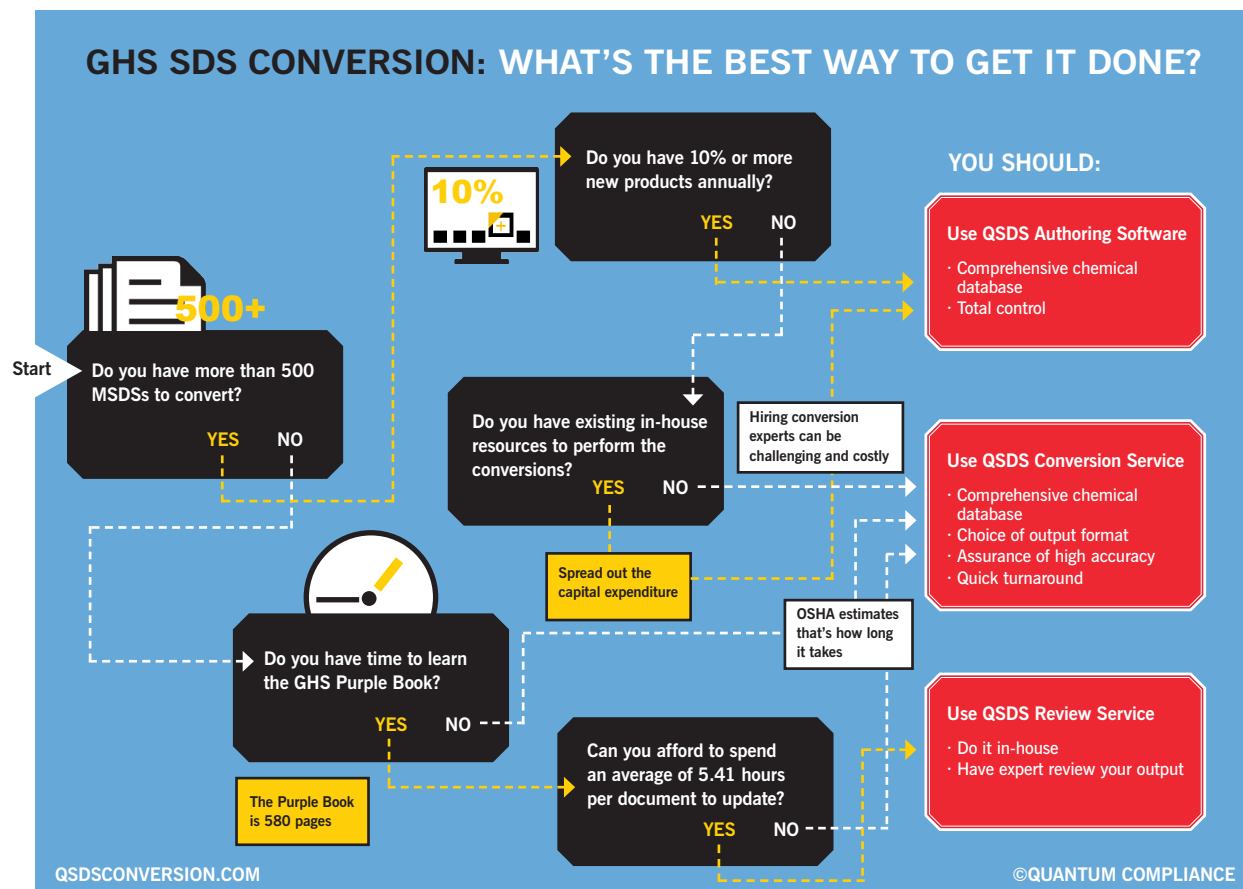 GHS SDS CONVERSION: WHAT'S THE BEST WAY TO GET IT DONE?
Start
500+
Do you have more than 500
MSDSs to convert?
YES NO
10%
Do you have 10% or more
new products annually?
YES NO
Do you have existing in-house
resources to perform the
conversions?
YES NO
Hiring conversion
experts can be
challenging and costly
Spread out the
capital expenditure
Do you have time to learn
the GHS Purple Book?
YES NO
The Purple Book
is 580 pages
OSHA estimates
that's how long
it takes
Can you afford to spend
an average of 5.41 hours
per document to update?
YES NO
YOU SHOULD:
Use QSDS Authoring Software
· Comprehensive chemical
database
· Total control
Use QSDS Conversion Service
· Comprehensive chemical
database
· Choice of output format
· Assurance of high accuracy
· Quick turnaround
Use QSDS Review Service
· Do it in-house
· Have expert review your output
QSDSCONVERSION.COM
©QUANTUM COMPLIANCE